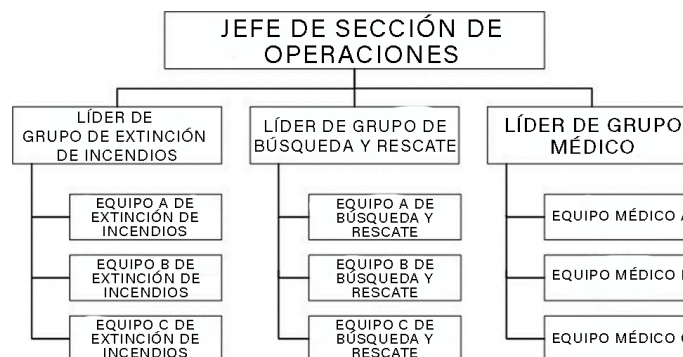 JEFE DE SECCIÓN DE
OPERACIONES
LÍDER DE
GRUPO DE EXTINCIÓN
DE INCENDIOS
LÍDER DE GRUPO DE
BÚSQUEDA Y RESCATE
LÍDER DE GRUPO
MÉDICO
EQUIPO A DE
EXTINCIÓN DE
INCENDIOS
EQUIPO A DE
BÚSQUEDA Y
RESCATE
EQUIPO MÉDICO A
EQUIPO B DE
EXTINCIÓN DE
INCENDIOS
EQUIPO B DE
BÚSQUEDA Y
RESCATE
EQUIPO MÉDICO
EQUIPO C DE
EXTINCIÓN DE
INCENDIOS
EQUIPO C DE
BÚSQUEDA Y
RESCATE
EQUIPO MÉDICO